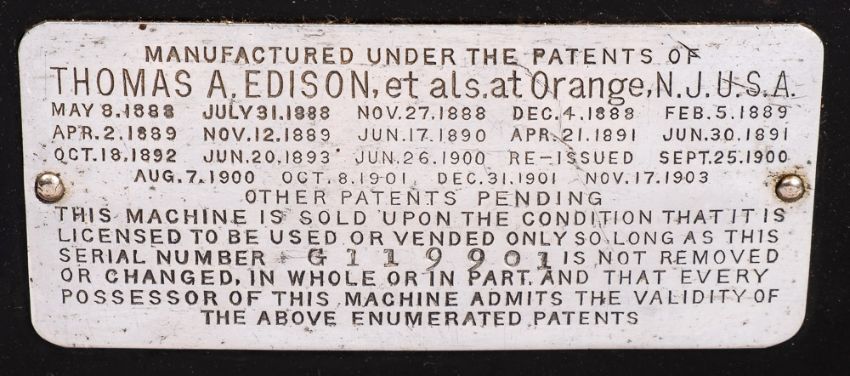 MANUFACTURED UNDER THE PATENTS OF
THOMAS A. EDISON, et als. at Orange, N.J.U.S.A.
MAY 8.1888 JULY 31.1888 NOV.27.1888 DEC.4.1888 FEB.5.1889
APR.2.1889 NOV.12.1889 JUN.17.1890 APR.21.1891 JUN.30.1891
OCT.18.1892 JUN.20.1893 JUN.26.1900 RE-ISSUED SEPT.25.1900
AUG.7.1900 OCT.8.1901 DEC.31.1901 NOV.17.1903
OTHER PATENTS PENDING
THIS MACHINE IS SOLD UPON THE CONDITION THAT IT IS
LICENSED TO BE USED OR VENDED ONLY SO LONG AS THIS
SERIAL NUMBER G119901 IS NOT REMOVED
OR CHANGED, IN WHOLE OR IN PART. AND THAT EVERY
POSSESSOR OF THIS MACHINE ADMITS THE VALIDITY OF
THE ABOVE ENUMERATED PATENTS